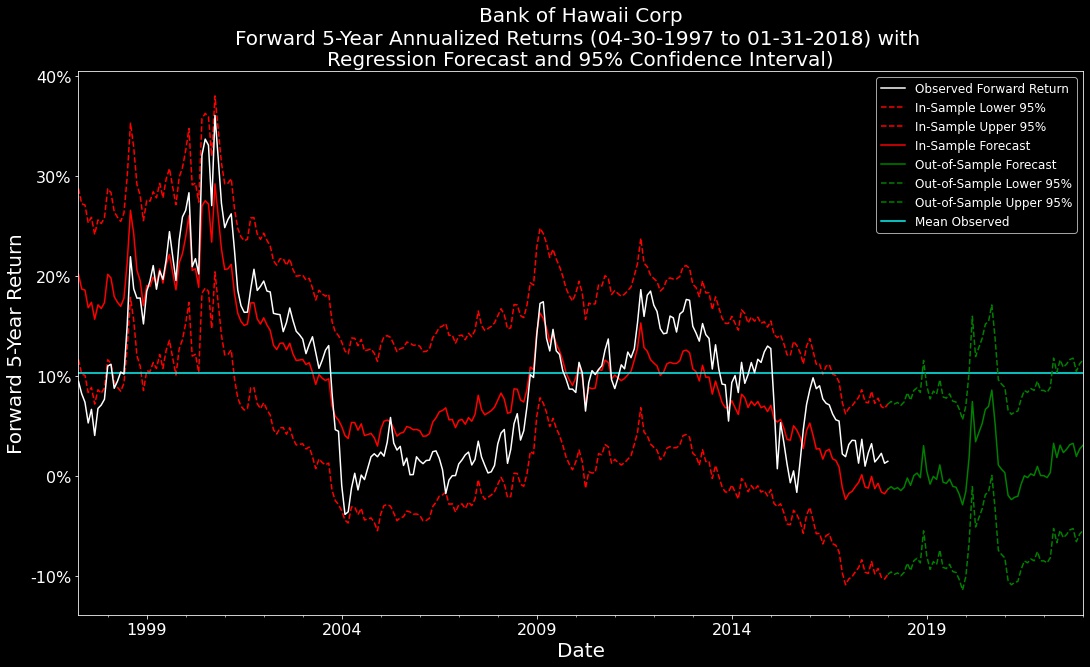 Bank of Hawaii Corp
Forward 5-Year Annualized Returns (04-30-1997 to 01-31-2018) with
Regression Forecast and 95% Confidence Interval)
40%
30%
20%
10%
0%
-10%
Forward 5-Year Return
Observed Forward Return
In-Sample Lower 95%
In-Sample Upper 95%
In-Sample Forecast
Out-of-Sample Forecast
Out-of-Sample Lower 95%
Out-of-Sample Upper 95%
Mean Observed
1999 2004 2009 2014 2019
Date